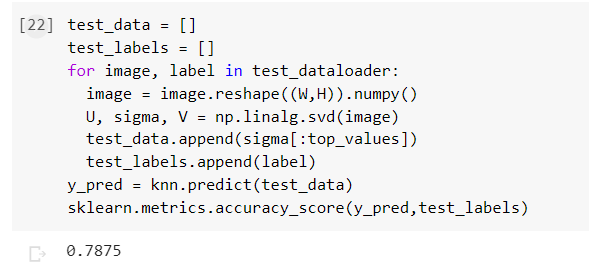 [22] test_data = []
test_labels = []
for image, label in test_dataloader:
  image = image.reshape((W,H)).numpy()
  U, sigma, V = np.linalg.svd(image)
  test_data.append(sigma[:top_values])
  test_labels.append(label)
y_pred = knn.predict(test_data)
sklearn.metrics.accuracy_score(y_pred,test_labels)
0.7875